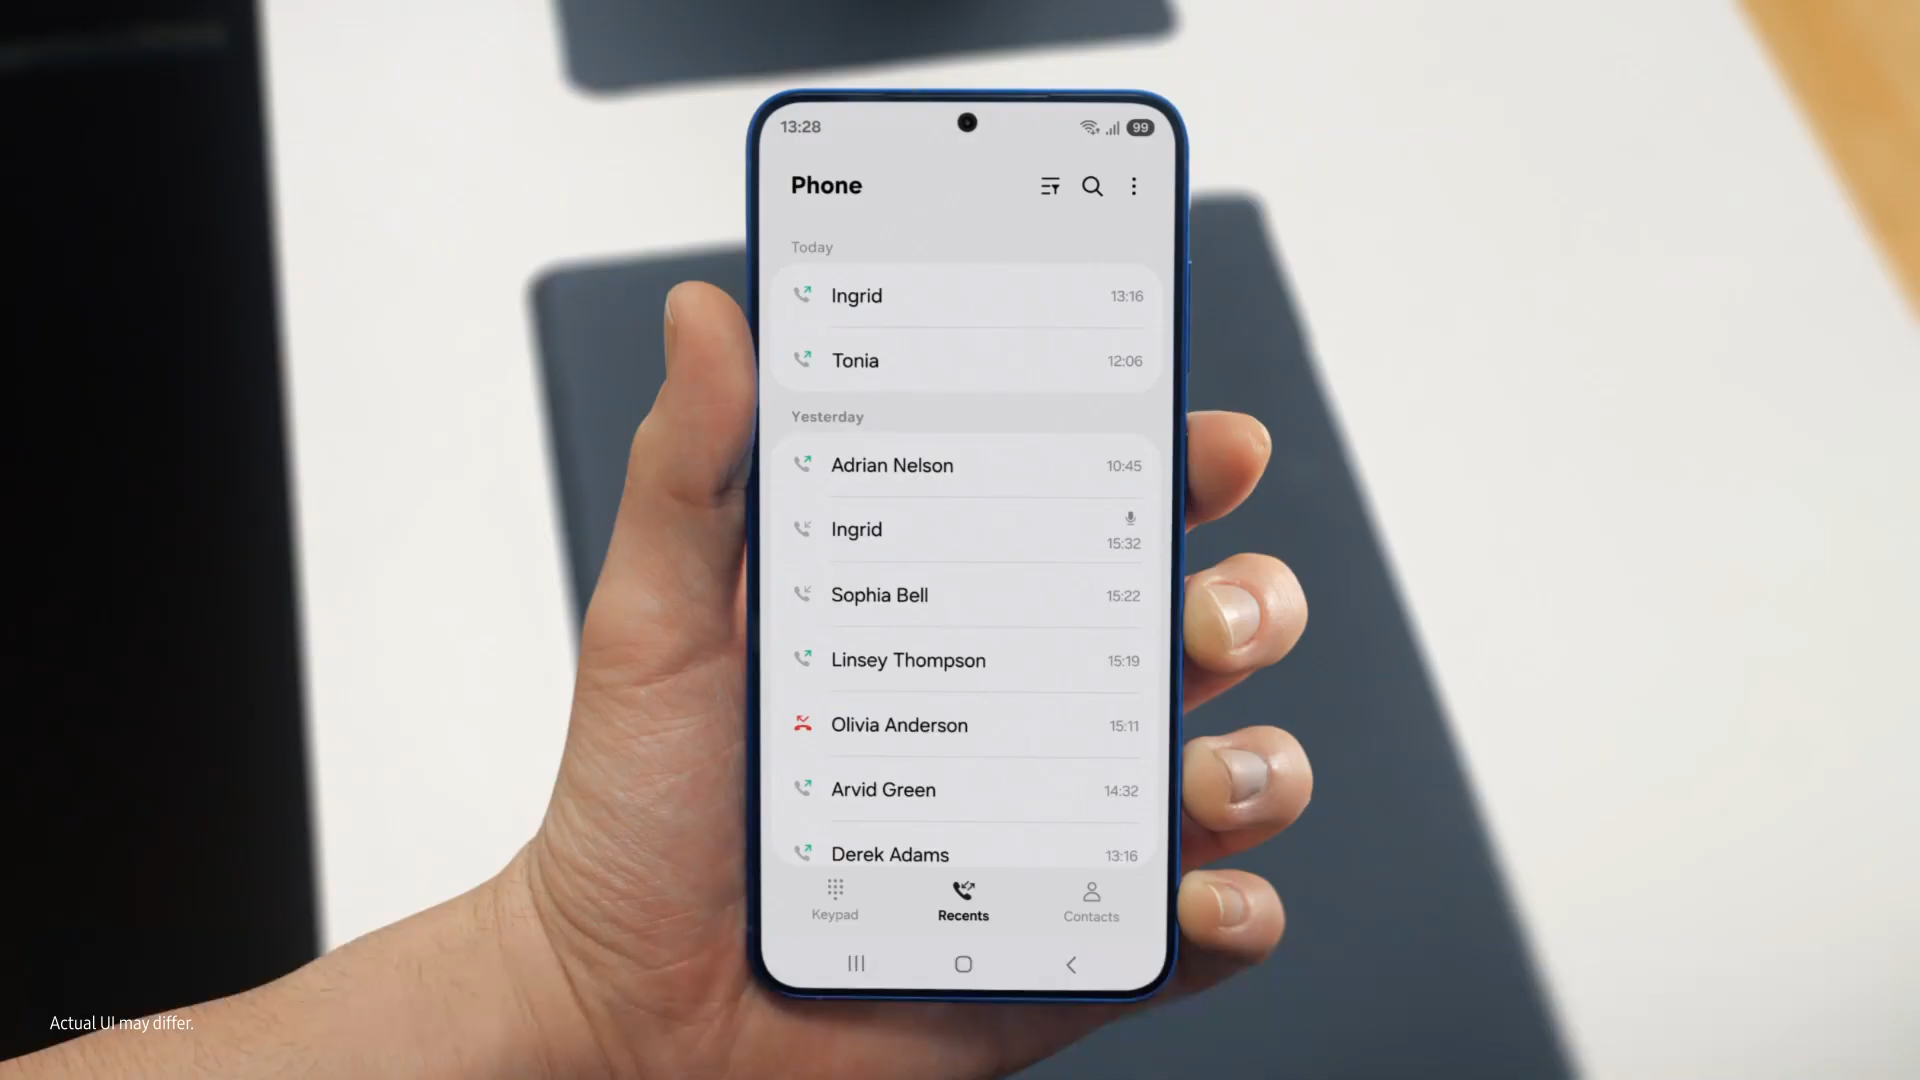 13:28
99
Phone
Today
Ingrid 13:16
Tonia 12:06
Yesterday
Adrian Nelson 10:45
Ingrid 15:32
Sophia Bell 15:22
Linsey Thompson 15:19
Olivia Anderson 15:11
Arvid Green 14:32
Derek Adams 13:16
Keypad Recents Contacts
Actual UI may differ.